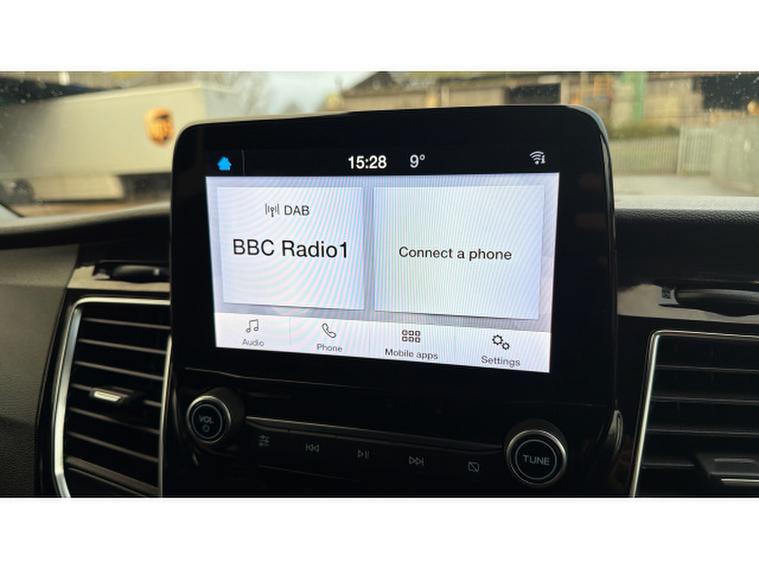 15:28 9°
DAB
BBC Radio1
Connect a phone
Audio Phone Mobile apps Settings
VOL
TUNE